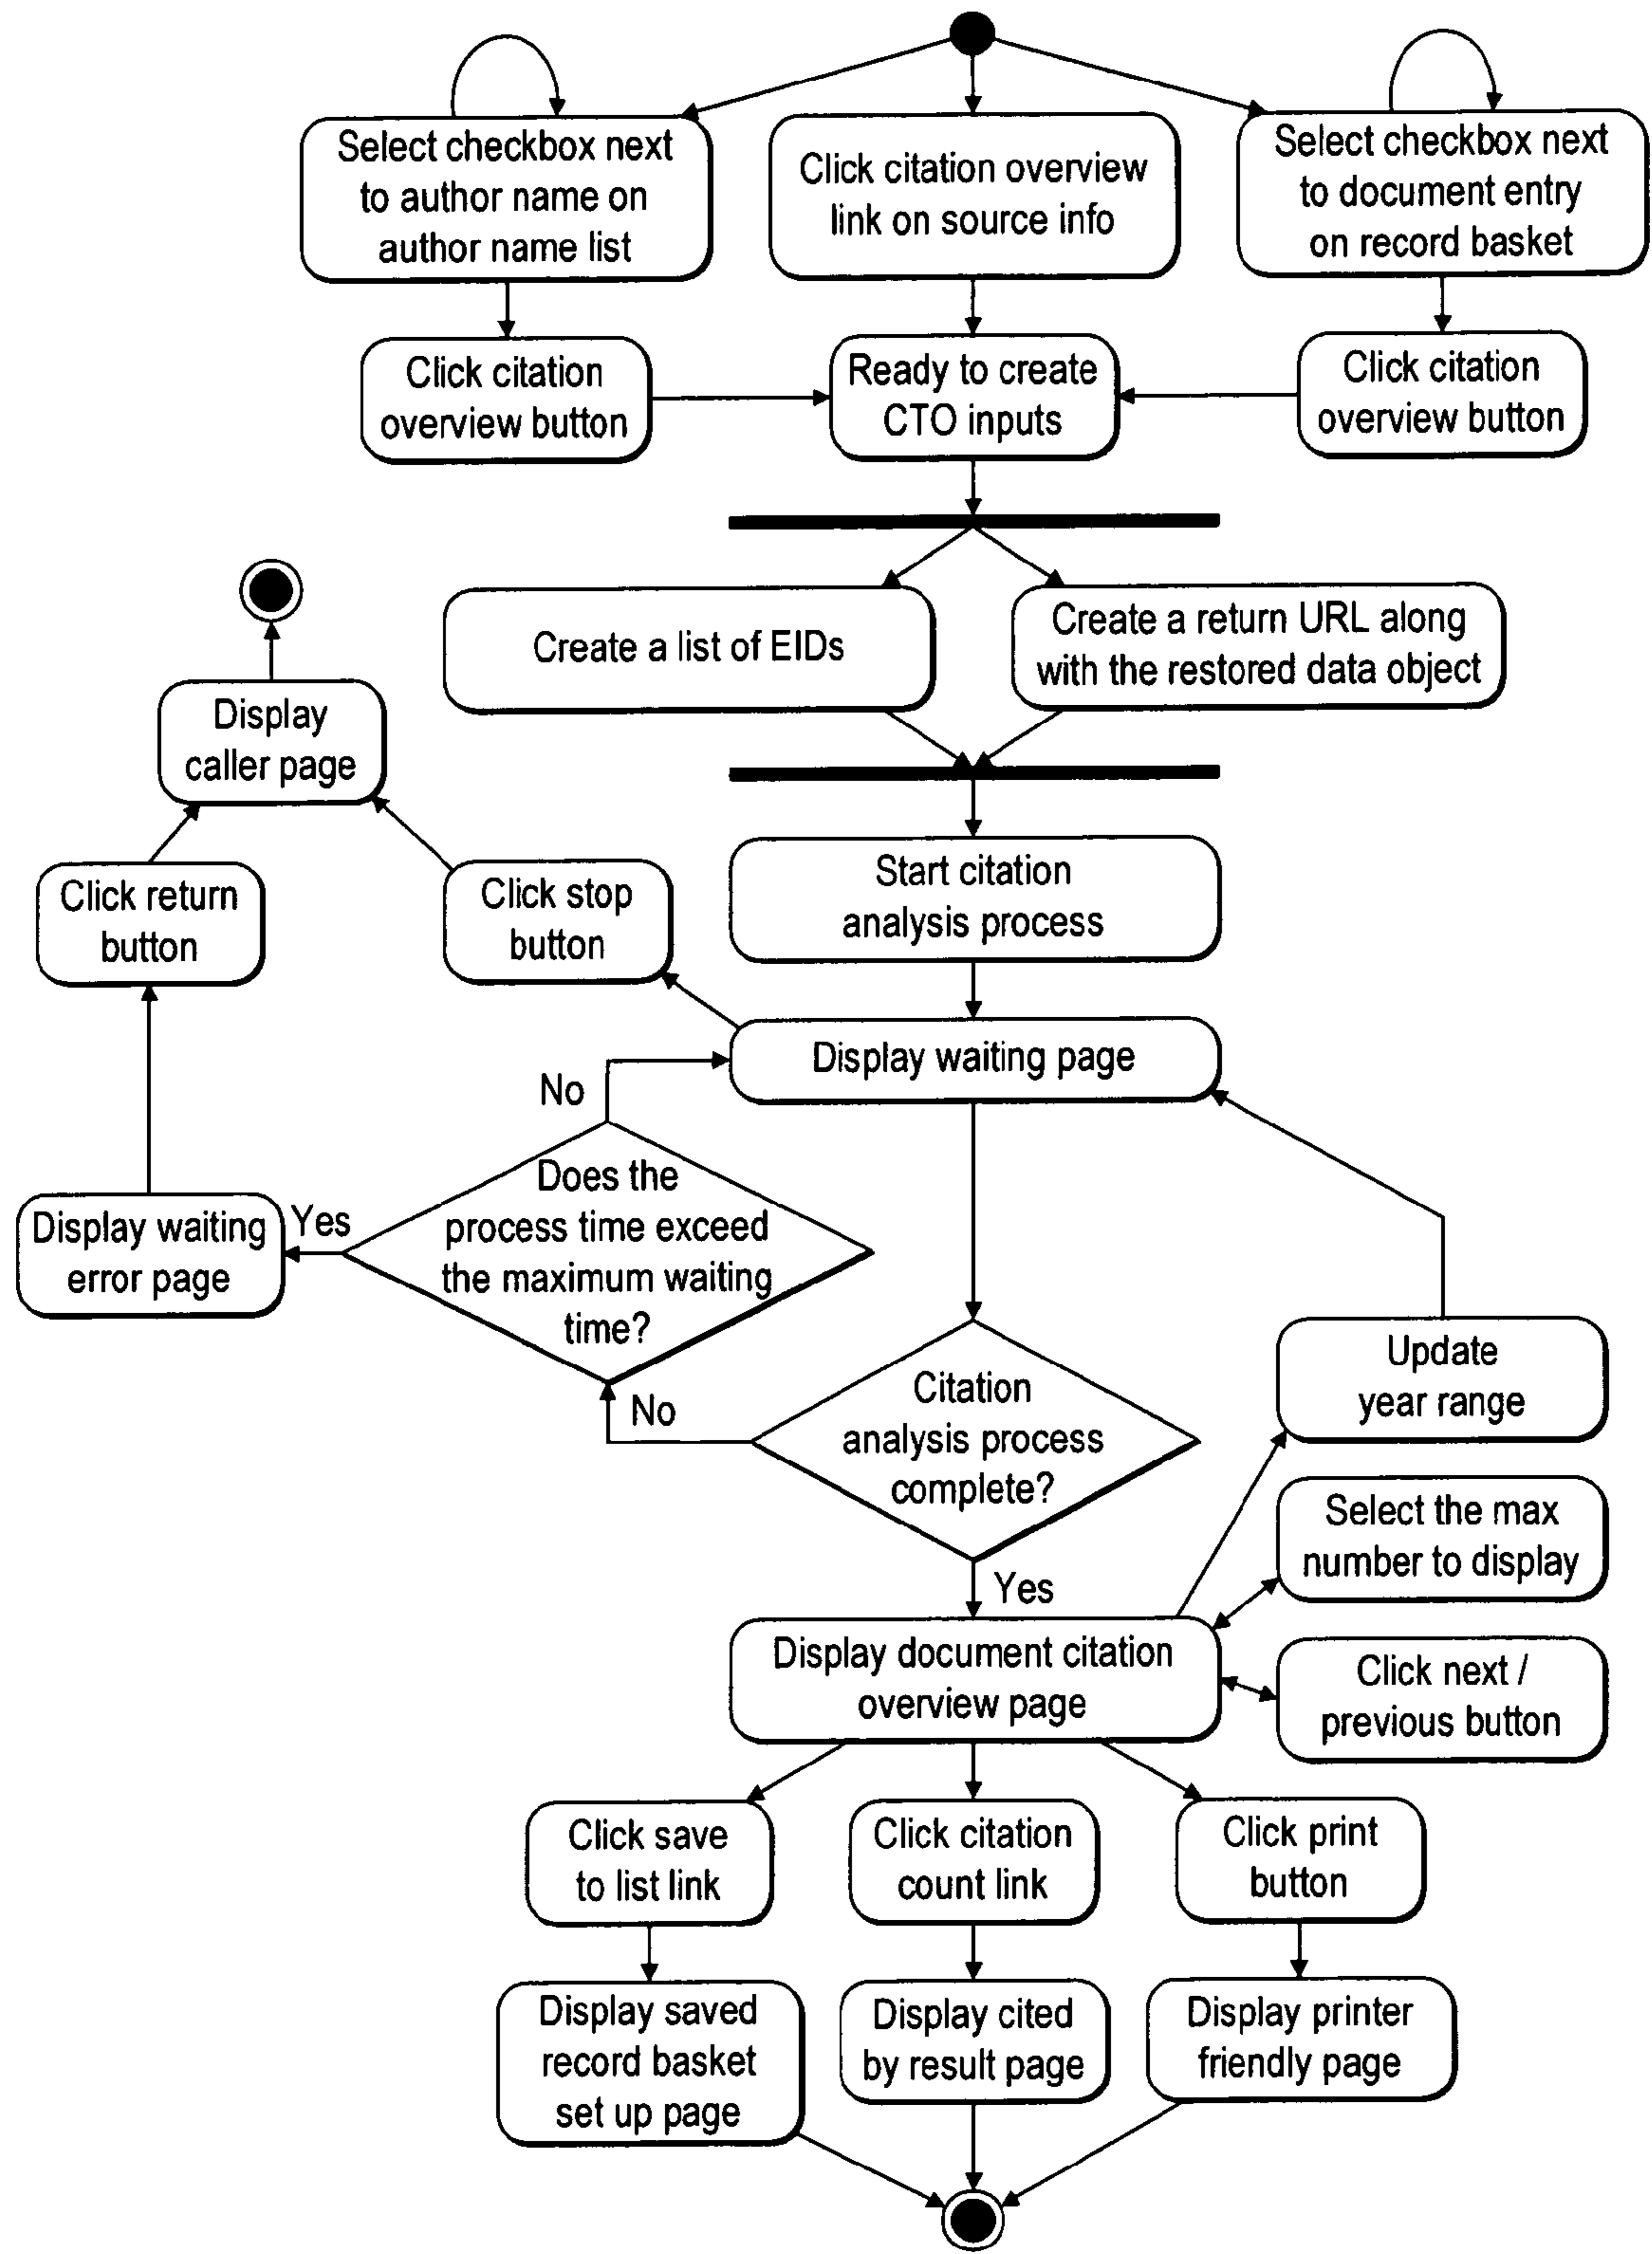 Select checkbox next
to author name on
author name list
Click citation overview
link on source info
Select checkbox next
to document entry
on record basket
Click citation
overview button
Ready to create
CTO inputs
Click citation
overview button
Create a list of EIDs
Create a return URL along
with the restored data object
Display
caller page
Click return
button
Click stop
button
Start citation
analysis process
Display waiting page
No
Does the
process time exceed
the maximum waiting
time?
Yes
Display waiting
error page
No
Citation
analysis process
complete?
Yes
Update
year range
Select the max
number to display
Display document citation
overview page
Click next /
previous button
Click save
to list link
Click citation
count link
Click print
button
Display saved
record basket
set up page
Display cited
by result page
Display printer
friendly page